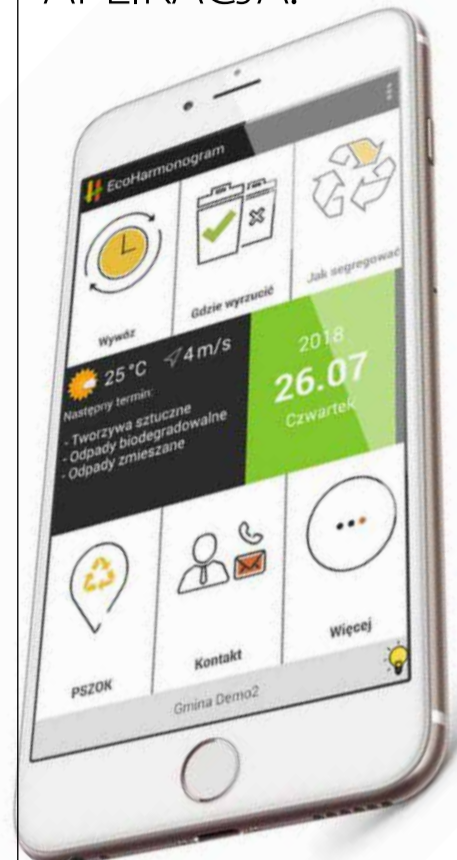 APLIKACJA:
EcoHarmonogram
Wywóz
Gdzie wyrzucić
Jak segregować
25 °C 4 m/s
Następny termin:
- Tworzywa sztuczne
- Odpady biodegradowalne
- Odpady zmieszane
2018
26.07
Czwartek
PSZOK
Kontakt
Więcej
Gmina Demo2